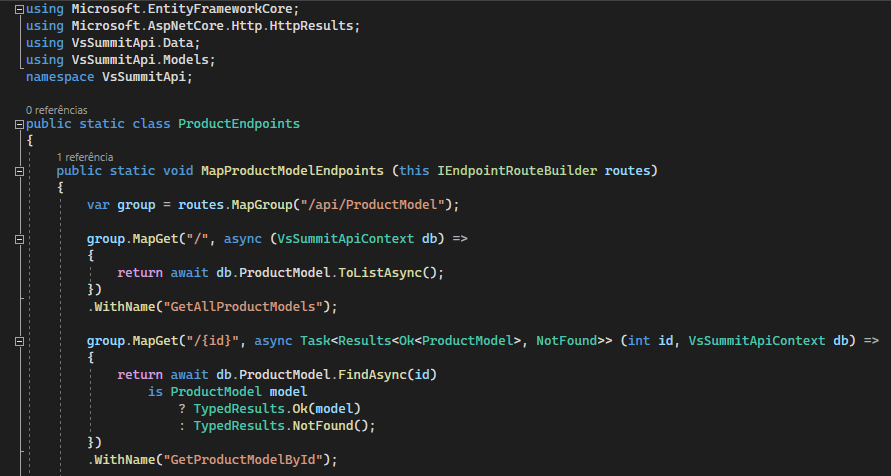 using Microsoft.EntityFrameworkCore;
using Microsoft.AspNetCore.Http.HttpResults;
using VsSummitApi.Data;
using VsSummitApi.Models;
namespace VsSummitApi;
0 referências
public static class ProductEndpoints
{
1 referência
public static void MapProductModelEndpoints (this IEndpointRouteBuilder routes)
{
var group = routes.MapGroup("/api/ProductModel");
group.MapGet("/", async (VsSummitApiContext db) =>
{
return await db.ProductModel.ToListAsync();
})
.WithName("GetAllProductModels");
group.MapGet("/{id}", async Task<Results<Ok<ProductModel>, NotFound>> (int id, VsSummitApiContext db) =>
{
return await db.ProductModel.FindAsync(id)
is ProductModel model
? TypedResults.Ok(model)
: TypedResults.NotFound();
})
.WithName("GetProductModelById");